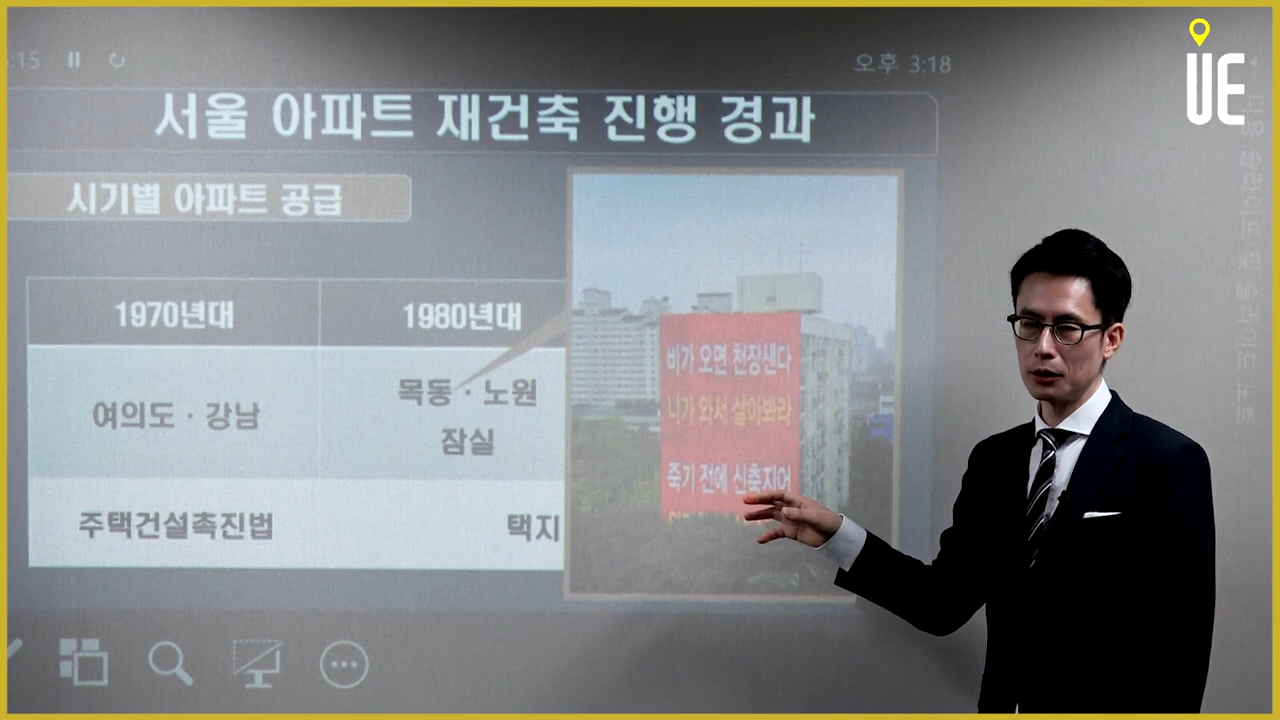 :15
오후 3:18
UE
서울 아파트 재건축 진행 경과
시기별 아파트 공급
1970년대
1980년대
여의도 · 강남
목동 · 노원
잠실
주택건설촉진법
택지
비가 오면 천장샌다
니가 와서 살아봐라
죽기 전에 신축지어